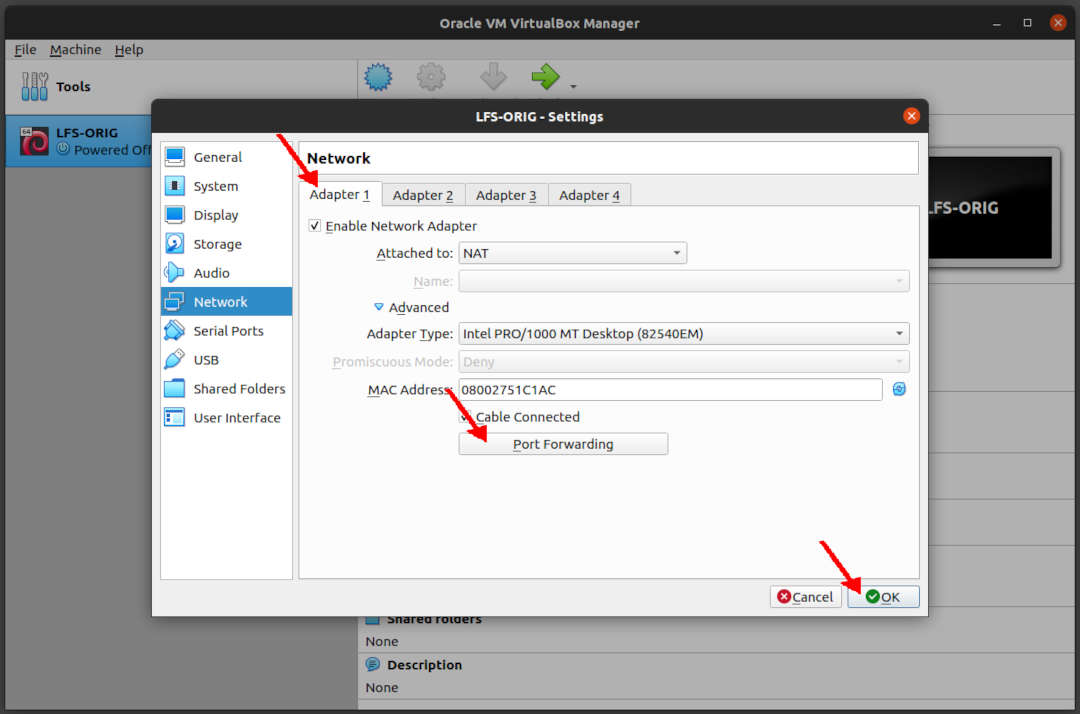 Oracle VM VirtualBox Manager
File Machine Help
Tools
64
LFS-ORIG
Powered Off
LFS-ORIG - Settings
General
System
Display
Storage
Audio
Network
Serial Ports
USB
Shared Folders
User Interface
Network
Adapter 1 Adapter 2 Adapter 3 Adapter 4
Enable Network Adapter
Attached to: NAT
Name:
Advanced
Adapter Type: Intel PRO/1000 MT Desktop (82540EM)
Promiscuous Mode: Deny
MAC Address: 08002751C1AC
Cable Connected
Port Forwarding
Cancel OK
LFS-ORIG
Shared folders
None
Description
None